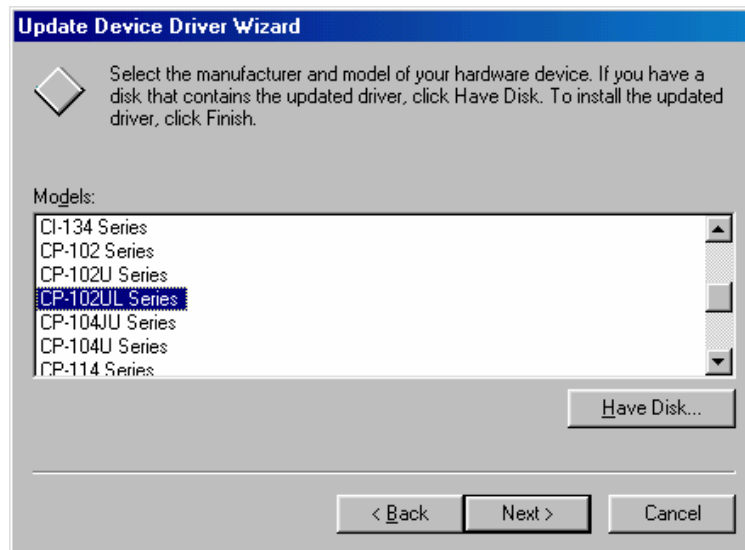 Update Device Driver Wizard
Select the manufacturer and model of your hardware device. If you have a
disk that contains the updated driver, click Have Disk. To install the updated
driver, click Finish.
Models:
CI-134 Series
CP-102 Series
CP-102U Series
CP-102UL Series
CP-104JU Series
CP-104U Series
CP-114 Series
Have Disk...
< Back
Next >
Cancel